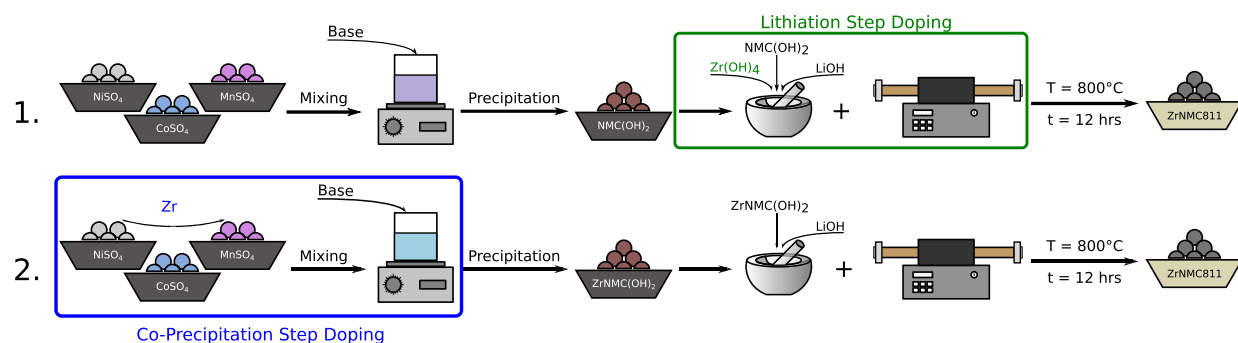 Lithiation Step Doping
1.
NiSO₄
MnSO₄
CoSO₄
Mixing
Base
Precipitation
NMC(OH)₂
Zr(OH)₄
NMC(OH)₂
LiOH
+
T = 800°C
t = 12 hrs
ZrNMC811
2.
Zr
NiSO₄
MnSO₄
CoSO₄
Mixing
Base
Precipitation
ZrNMC(OH)₂
ZrNMC(OH)₂
LiOH
+
T = 800°C
t = 12 hrs
ZrNMC811
Co-Precipitation Step Doping